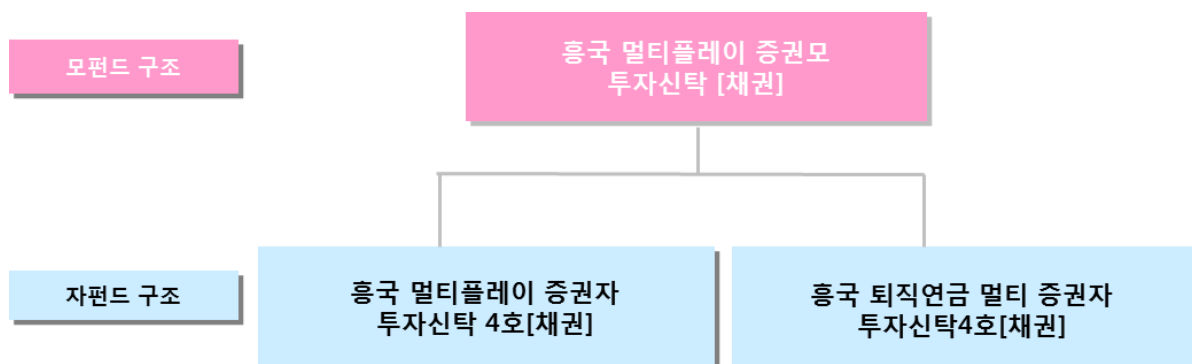 모펀드 구조
흥국 멀티플레이 증권모
투자신탁 [채권]
자펀드 구조
흥국 멀티플레이 증권자
투자신탁 4호[채권]
흥국 퇴직연금 멀티 증권자
투자신탁4호[채권]